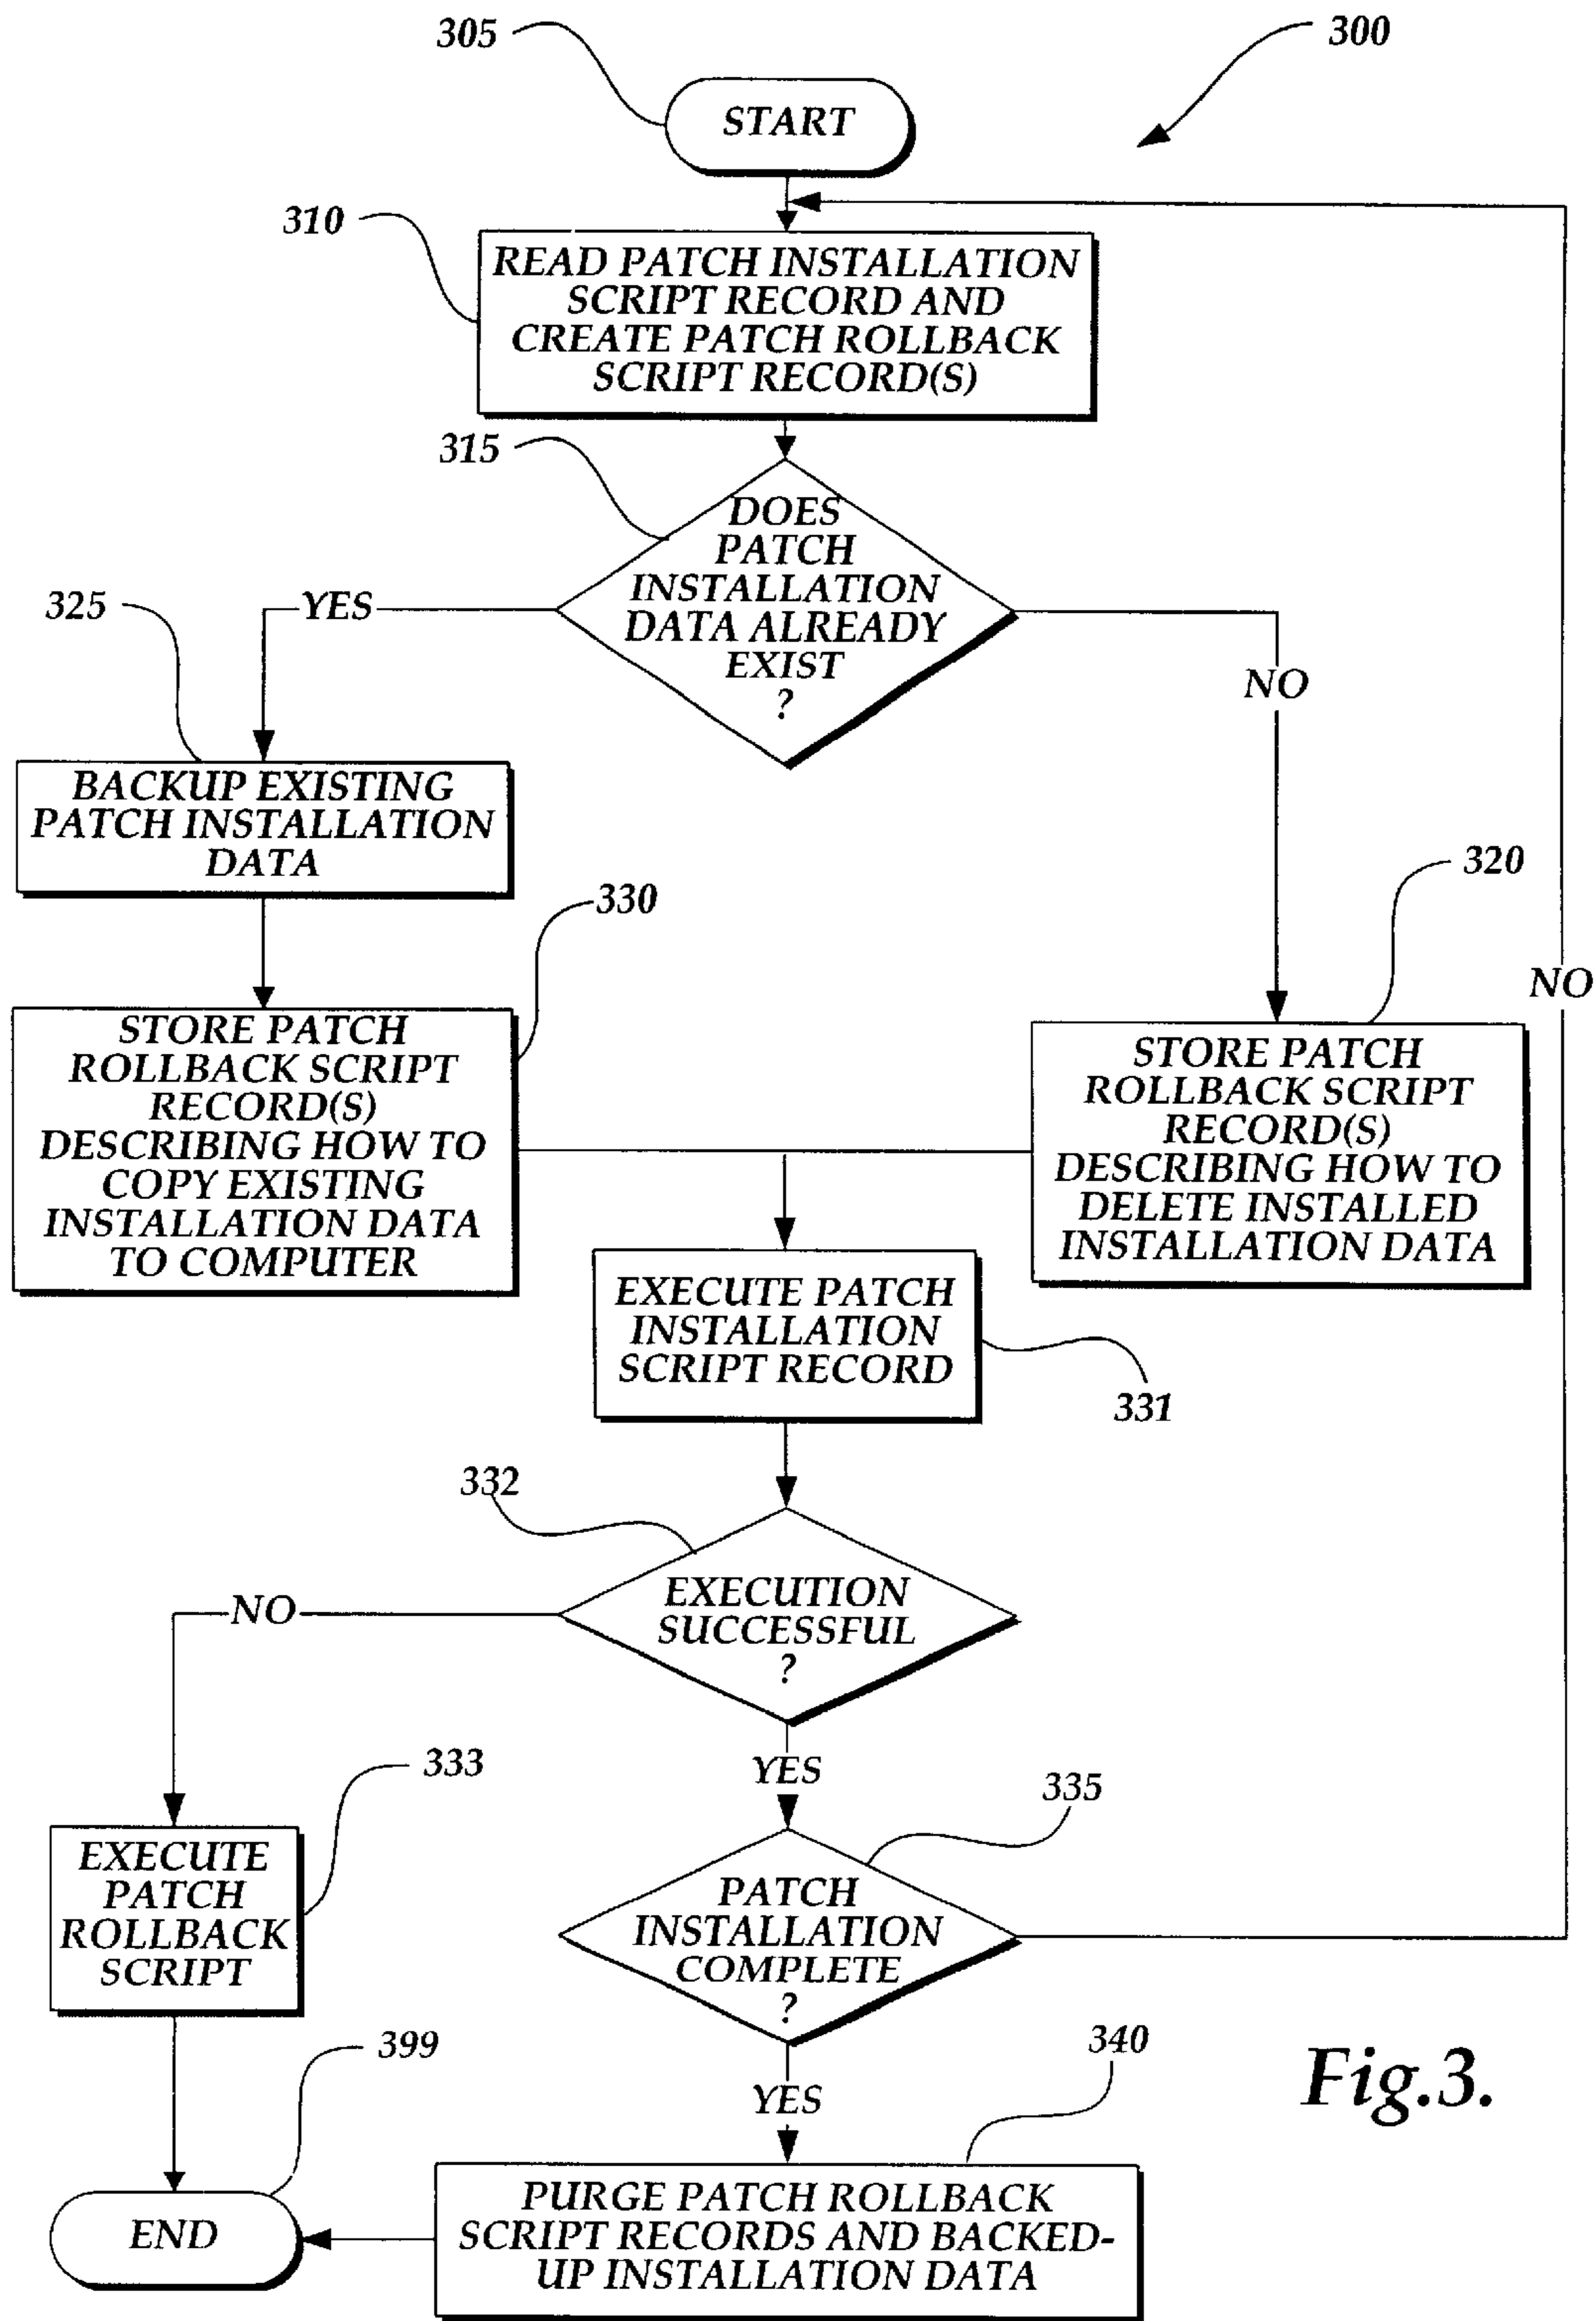 305
300
START
310
READ PATCH INSTALLATION
SCRIPT RECORD AND
CREATE PATCH ROLLBACK
SCRIPT RECORD(S)
315
DOES
PATCH
INSTALLATION
DATA ALREADY
EXIST
?
325
YES
NO
BACKUP EXISTING
PATCH INSTALLATION
DATA
320
330
NO
STORE PATCH
ROLLBACK SCRIPT
RECORD(S)
DESCRIBING HOW TO
COPY EXISTING
INSTALLATION DATA
TO COMPUTER
STORE PATCH
ROLLBACK SCRIPT
RECORD(S)
DESCRIBING HOW TO
DELETE INSTALLED
INSTALLATION DATA
EXECUTE PATCH
INSTALLATION
SCRIPT RECORD
331
332
EXECUTION
SUCCESSFUL
?
NO
YES
333
335
EXECUTE
PATCH
ROLLBACK
SCRIPT
PATCH
INSTALLATION
COMPLETE
?
399
340
YES
Fig.3.
END
PURGE PATCH ROLLBACK
SCRIPT RECORDS AND BACKED-
UP INSTALLATION DATA